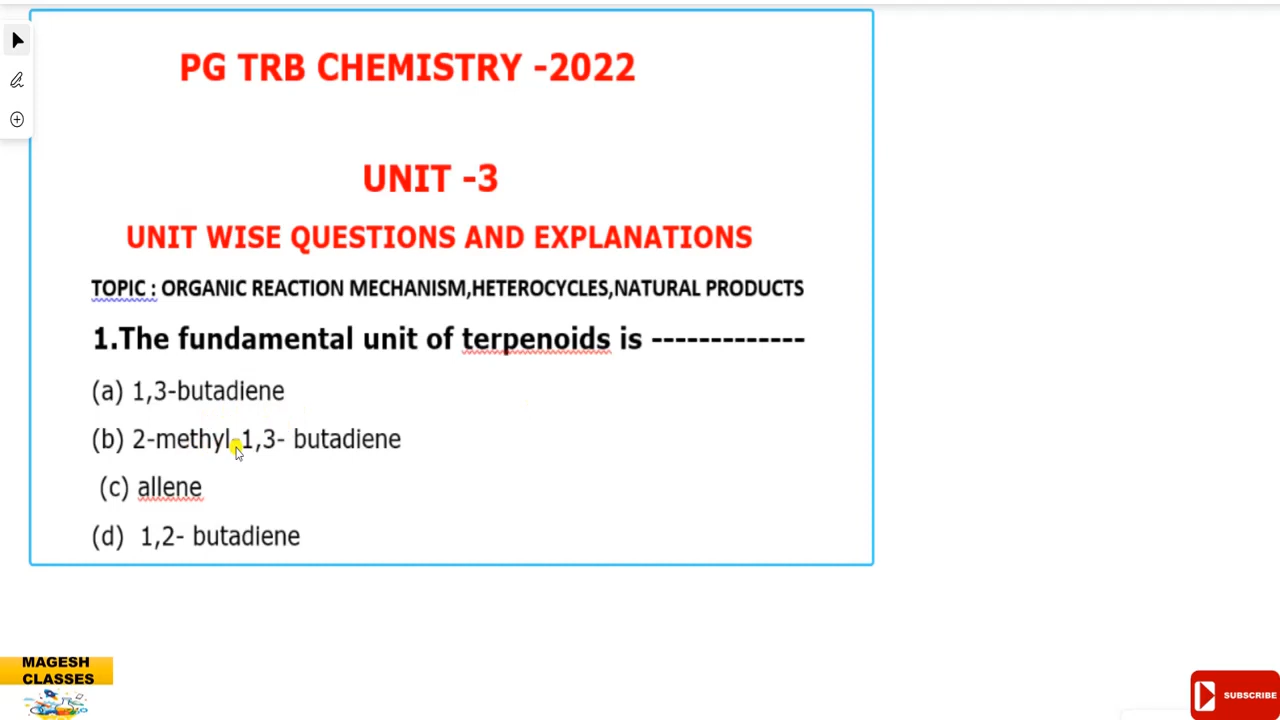 PG TRB CHEMISTRY -2022
UNIT -3
UNIT WISE QUESTIONS AND EXPLANATIONS
TOPIC : ORGANIC REACTION MECHANISM,HETEROCYCLES,NATURAL PRODUCTS
1.The fundamental unit of terpenoids is -------------
(a) 1,3-butadiene
(b) 2-methyl-1,3- butadiene
(c) allene
(d) 1,2- butadiene
MAGESH
CLASSES
SUBSCRIBE